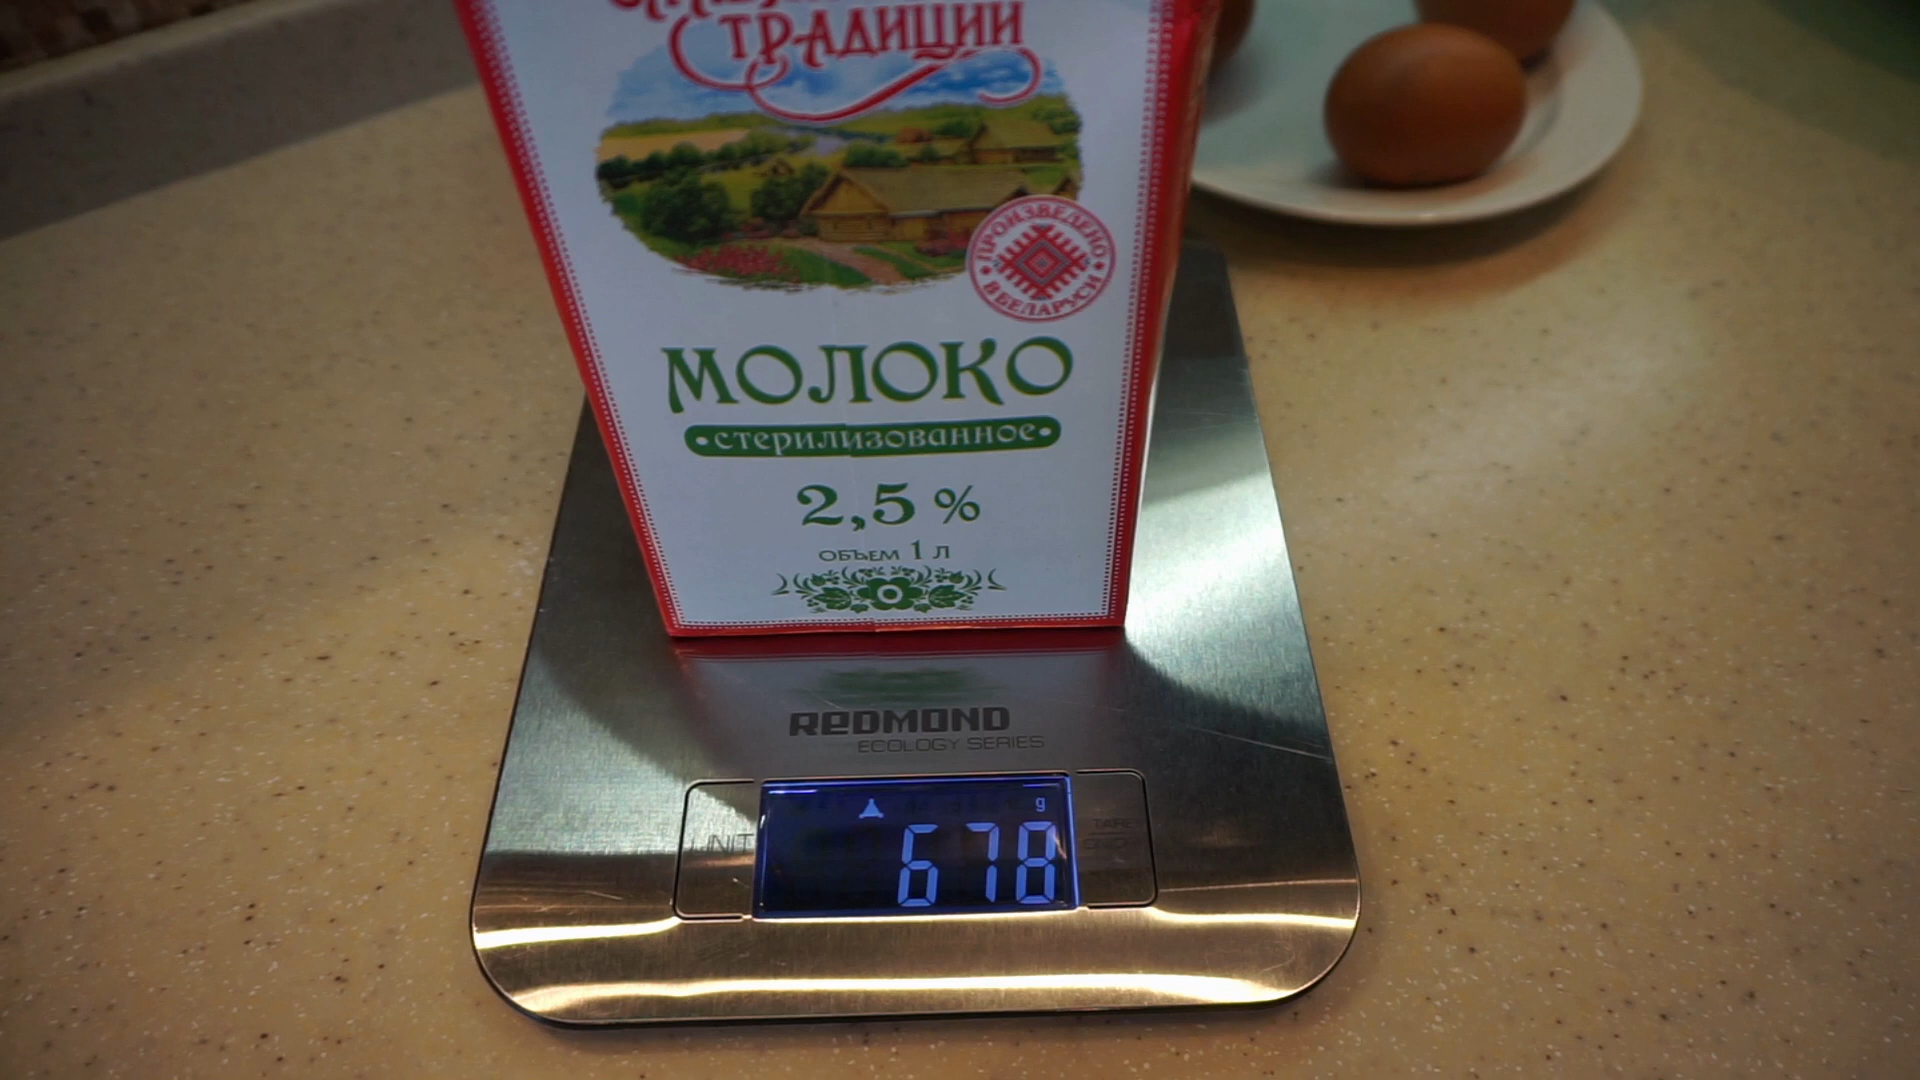 ТРАДИЦИИ
ПРОИЗВЕДЕНО
В БЕЛАРУСИ
МОЛОКО
•стерилизованное•
2,5 %
ОБЪЕМ 1 Л
REDMOND
ECOLOGY SERIES
UNIT
g
678
TARE